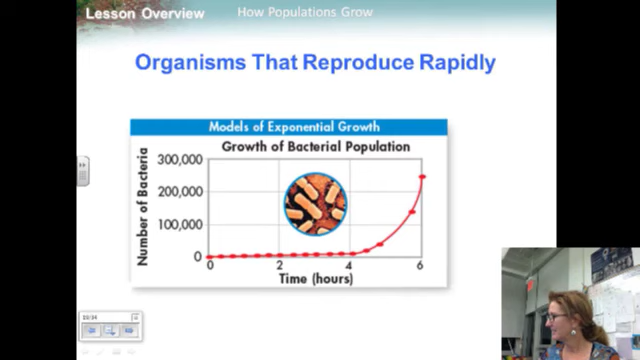 Lesson Overview How Populations Grow
Organisms That Reproduce Rapidly
Models of Exponential Growth
Growth of Bacterial Population
Number of Bacteria
300,000
200,000
100,000
0
0 2 4 6
Time (hours)